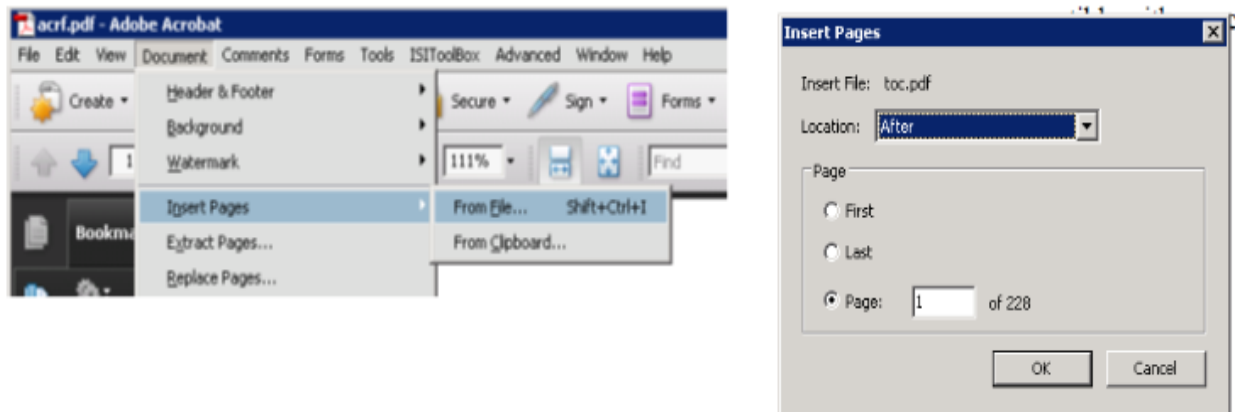 acrf.pdf - Adobe Acrobat
File Edit View Document Comments Forms Tools ISIToolBox Advanced Window Help
Create Header & Footer Secure Sign Forms
Background
1 Watermark 111% Find
Insert Pages From File... Shift+Ctrl+I
Extract Pages... From Clipboard...
Replace Pages...
Bookma
Insert Pages
Insert File: toc.pdf
Location: After
Page
First
Last
Page: 1 of 228
OK Cancel